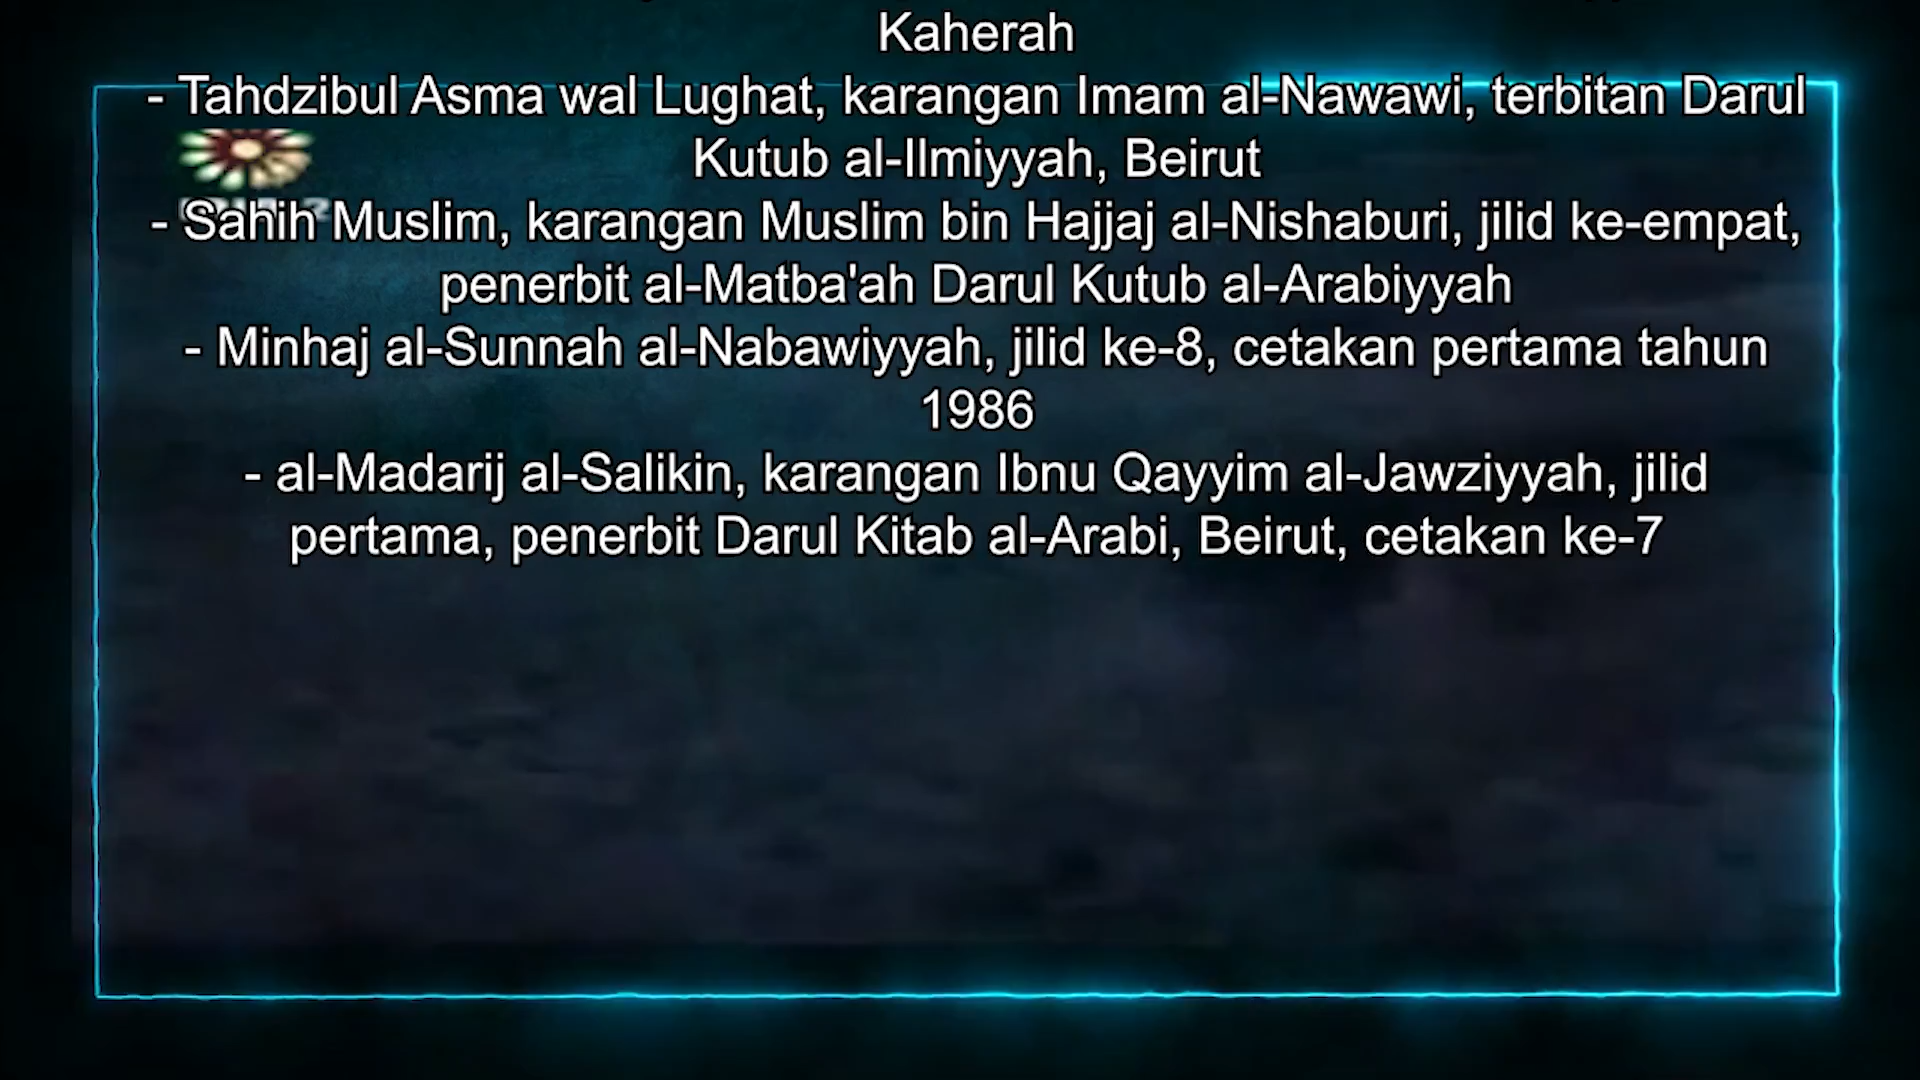 Kaherah
- Tahdzibul Asma wal Lughat, karangan Imam al-Nawawi, terbitan Darul
Kutub al-Ilmiyyah, Beirut
- Sahih Muslim, karangan Muslim bin Hajjaj al-Nishaburi, jilid ke-empat,
penerbit al-Matba'ah Darul Kutub al-Arabiyyah
- Minhaj al-Sunnah al-Nabawiyyah, jilid ke-8, cetakan pertama tahun
1986
- al-Madarij al-Salikin, karangan Ibnu Qayyim al-Jawziyyah, jilid
pertama, penerbit Darul Kitab al-Arabi, Beirut, cetakan ke-7